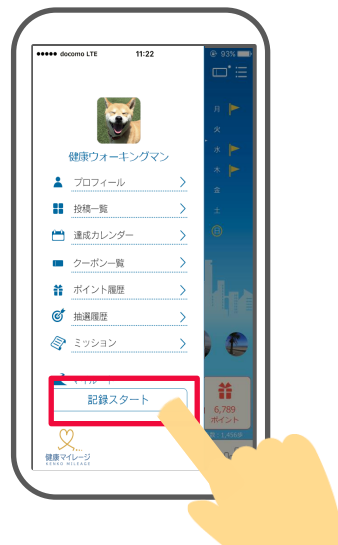 docomo LTE 11:22 93%
健康ウォーキングマン
プロフィール
投稿一覧
達成カレンダー
クーポン一覧
ポイント履歴
抽選履歴
ミッション
記録スタート
健康マイレージ
KENKO MILEAGE
月
火
水
木
金
土
日
6,789
ポイント